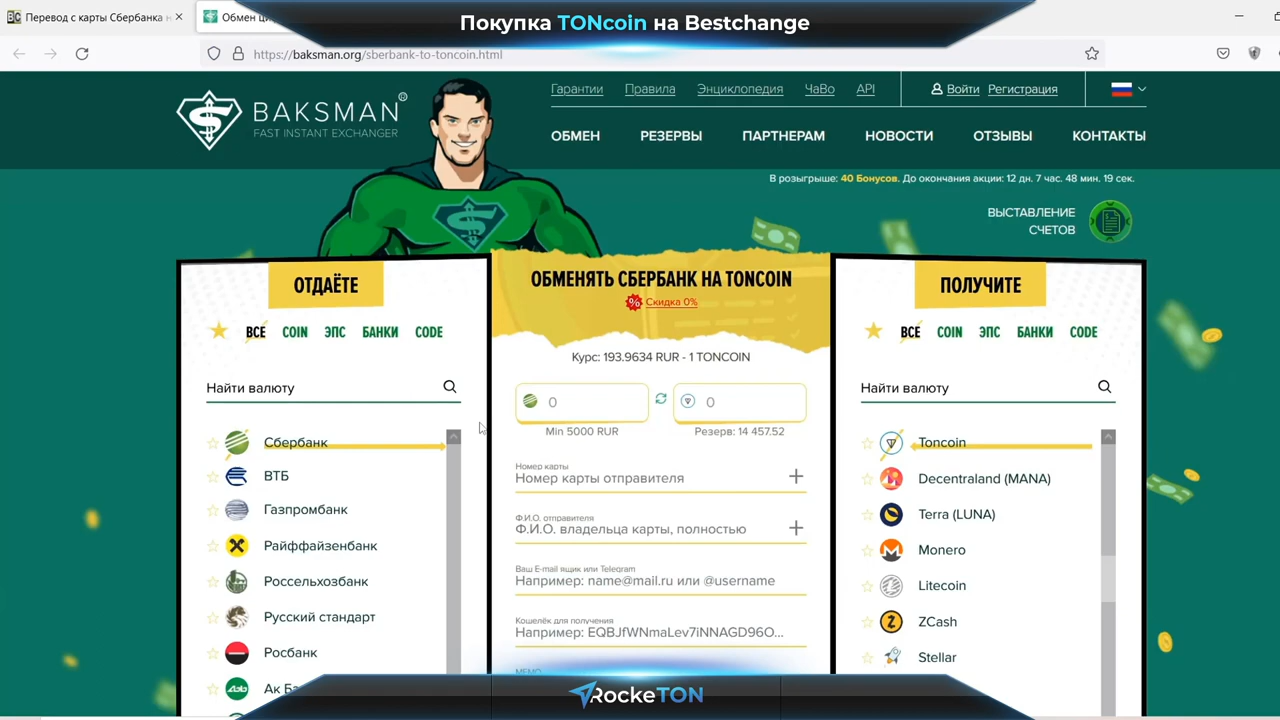 Покупка TONcoin на Bestchange
Перевод с карты Сбербанка
Обмен
https://baksman.org/sberbank-to-toncoin.html
BAKSMAN®
FAST INSTANT EXCHANGER
Гарантии Правила Энциклопедия ЧаВо API
Войти Регистрация
ОБМЕН РЕЗЕРВЫ ПАРТНЕРАМ НОВОСТИ ОТЗЫВЫ КОНТАКТЫ
В розыгрыше: 40 Бонусов. До окончания акции: 12 дн. 7 час. 48 мин. 19 сек.
ВЫСТАВЛЕНИЕ
СЧЕТОВ
ОТДАЁТЕ
ВСЕ COIN ЭПС БАНКИ CODE
Найти валюту
Сбербанк
ВТБ
Газпромбанк
Райффайзенбанк
Россельхозбанк
Русский стандарт
Росбанк
Ак
ОБМЕНЯТЬ СБЕРБАНК НА TONCOIN
% Скидка 0%
Курс: 193.9634 RUR - 1 TONCOIN
0 0
Min 5000 RUR Резерв: 14 457.52
Номер карты
Номер карты отправителя
Ф.И.О. отправителя
Ф.И.О. владельца карты, полностью
Ваш E-mail ящик или Telegram
Например: name@mail.ru или @username
Кошелёк для получения
Например: EQBJfWNmaLev7iNNAGD96O...
ПОЛУЧИТЕ
ВСЕ COIN ЭПС БАНКИ CODE
Найти валюту
Toncoin
Decentraland (MANA)
Terra (LUNA)
Monero
Litecoin
ZCash
Stellar
RockeTON